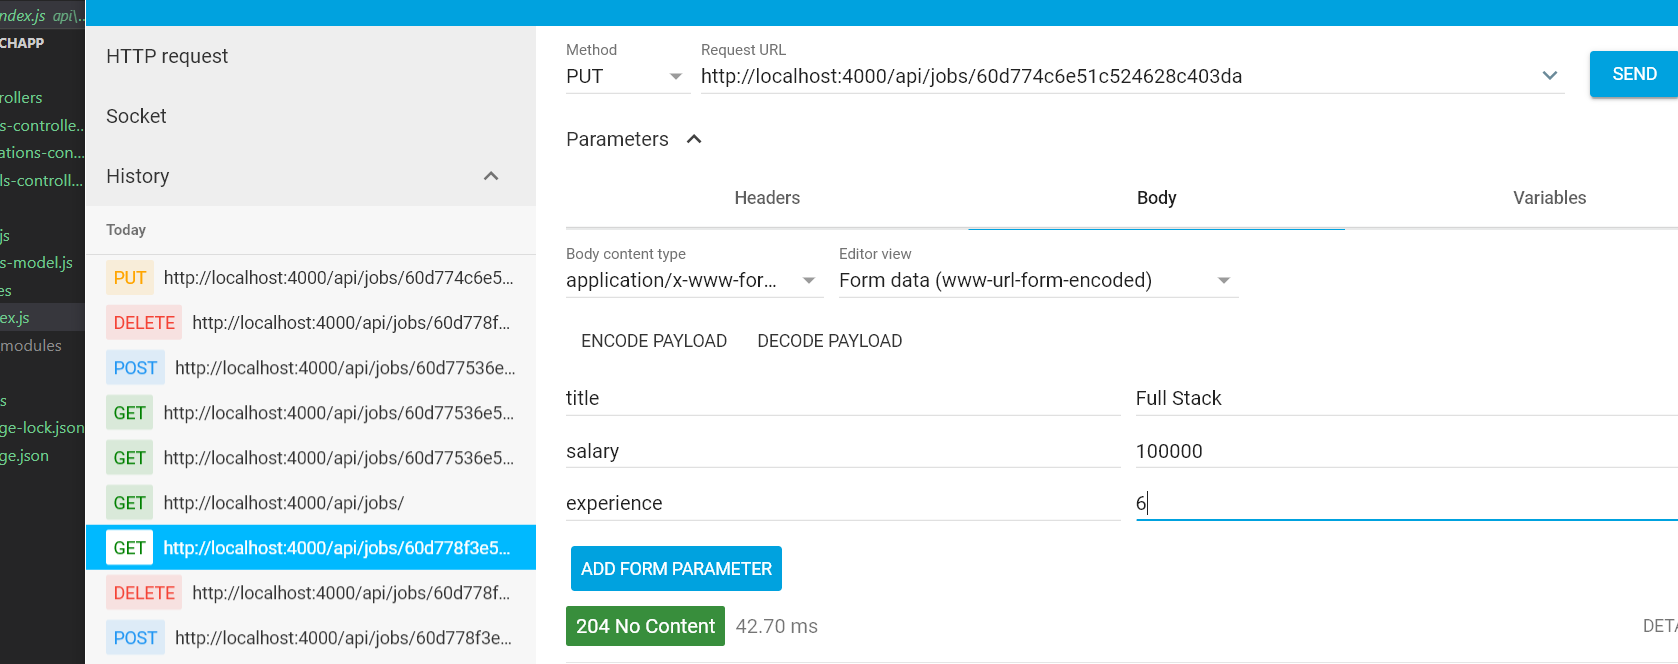 ndex.js api\...
CHAPP
rollers
s-controlle...
ations-con...
ls-controll...
js
s-model.js
es
ex.js
modules
s
ge-lock.json
ge.json
HTTP request
Socket
History
Today
PUT http://localhost:4000/api/jobs/60d774c6e5...
DELETE http://localhost:4000/api/jobs/60d778f...
POST http://localhost:4000/api/jobs/60d77536e...
GET http://localhost:4000/api/jobs/60d77536e5...
GET http://localhost:4000/api/jobs/60d77536e5...
GET http://localhost:4000/api/jobs/
GET http://localhost:4000/api/jobs/60d778f3e5...
DELETE http://localhost:4000/api/jobs/60d778f...
POST http://localhost:4000/api/jobs/60d778f3e...
Method Request URL
PUT http://localhost:4000/api/jobs/60d774c6e51c524628c403da SEND
Parameters
Headers Body Variables
Body content type Editor view
application/x-www-for... Form data (www-url-form-encoded)
ENCODE PAYLOAD DECODE PAYLOAD
title Full Stack
salary 100000
experience 6
ADD FORM PARAMETER
204 No Content 42.70 ms DETA